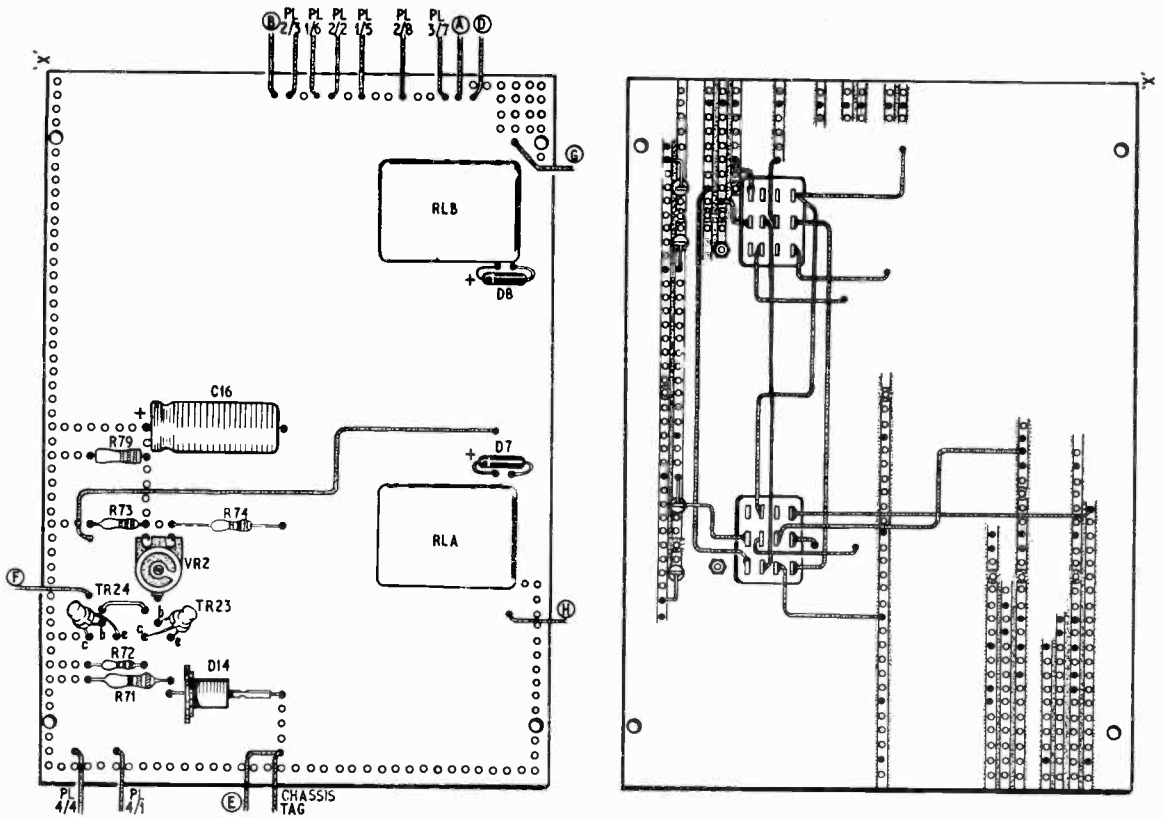 'X'
B
PL 2/3
PL 1/6
PL 2/2
PL 1/5
PL 2/8
PL 3/7
A
D
'X'
G
RLB
+
D8
C16
+
R79
D7
+
R73
R74
VR2
RLA
F
TR24
TR23
b
c
b
e
c
e
H
R72
R71
D14
PL 4/4
PL 4/1
E
CHASSIS
TAG